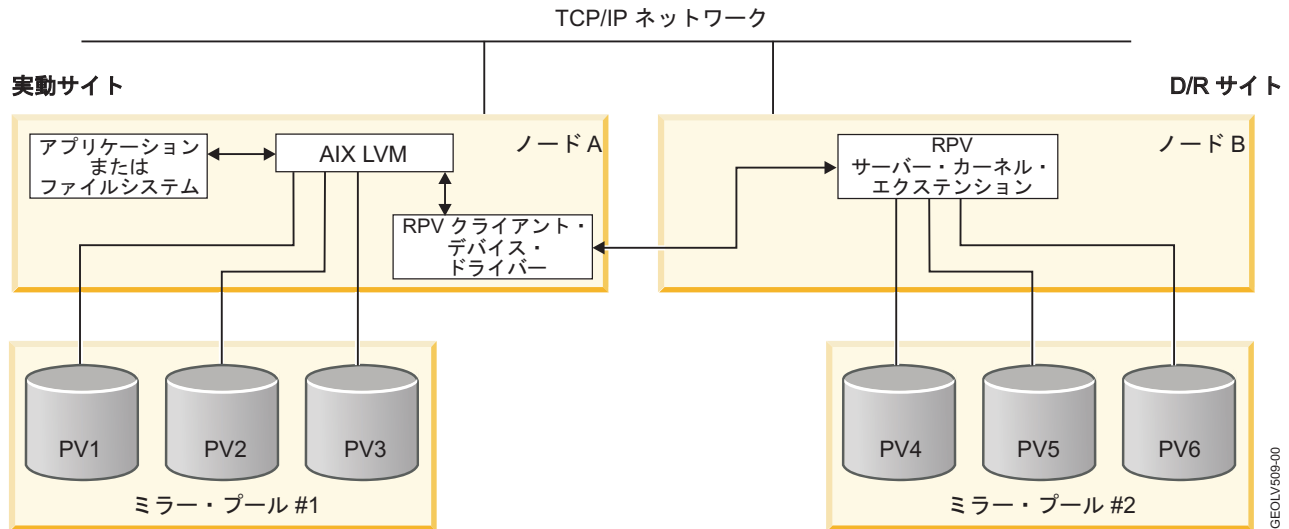 TCP/IP ネットワーク
実動サイト
D/R サイト
アプリケーション
または
ファイルシステム
AIX LVM
ノード A
RPV クライアント・
デバイス・
ドライバー
RPV
サーバー・カーネル・
エクステンション
ノード B
PV1
PV2
PV3
ミラー・プール #1
PV4
PV5
PV6
ミラー・プール #2
GEOLV509-00